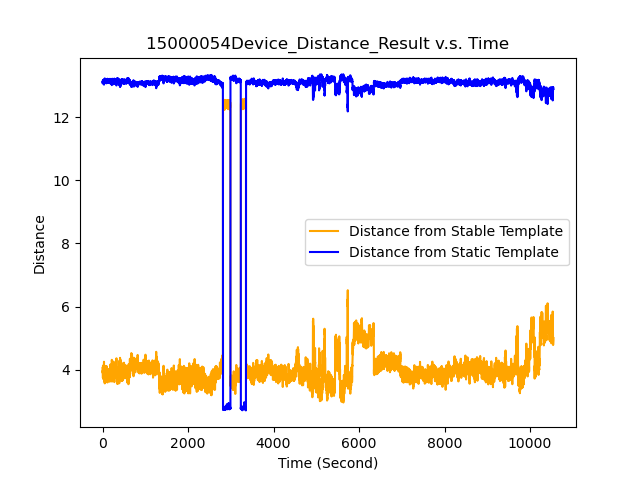 15000054Device_Distance_Result v.s. Time
Distance
12
10
8
6
4
Distance from Stable Template
Distance from Static Template
0 2000 4000 6000 8000 10000
Time (Second)